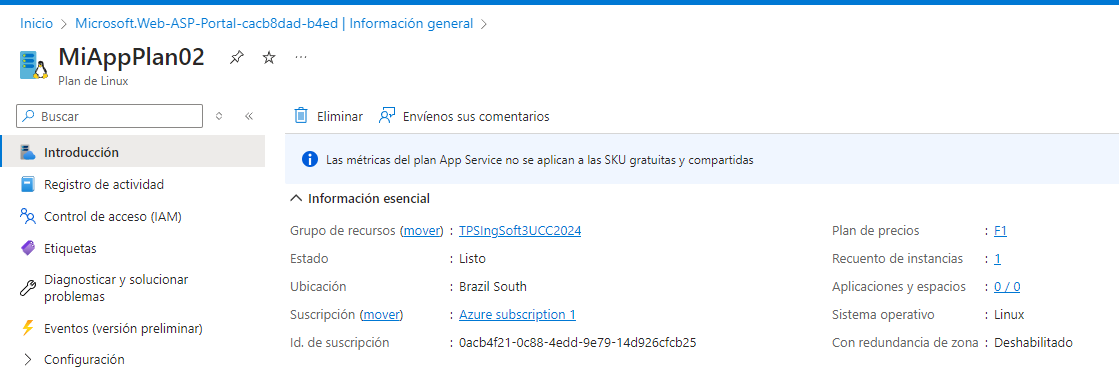 Inicio > Microsoft.Web-ASP-Portal-cacb8dad-b4ed | Información general >
MiAppPlan02
Plan de Linux
Buscar
Eliminar
Envíenos sus comentarios
Introducción
Registro de actividad
Control de acceso (IAM)
Etiquetas
Diagnosticar y solucionar
problemas
Eventos (versión preliminar)
Configuración
Las métricas del plan App Service no se aplican a las SKU gratuitas y compartidas
Información esencial
Grupo de recursos (mover) : TPSIngSoft3UCC2024
Estado : Listo
Ubicación : Brazil South
Suscripción (mover) : Azure subscription 1
Id. de suscripción : 0acb4f21-0c88-4edd-9e79-14d926cfcb25
Plan de precios : F1
Recuento de instancias : 1
Aplicaciones y espacios : 0 / 0
Sistema operativo : Linux
Con redundancia de zona : Deshabilitado